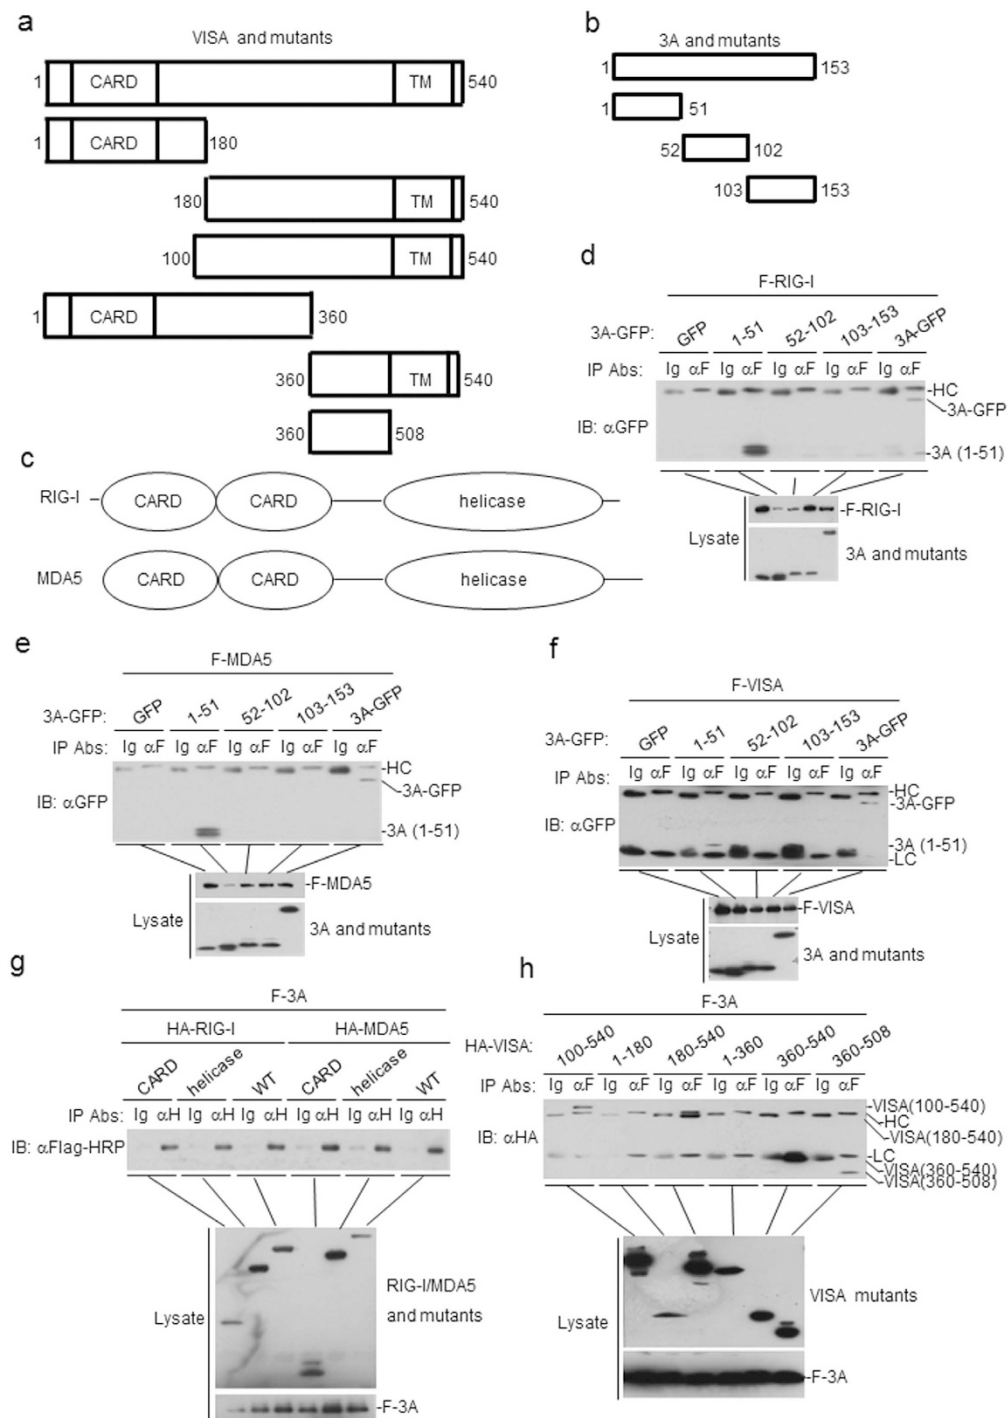 a
VISA and mutants
1 CARD TM 540
1 CARD 180
180 TM 540
100 TM 540
1 CARD 360
360 TM 540
360 508
b
3A and mutants
1 153
1 51
52 102
103 153
c
RIG-I CARD CARD helicase
MDA5 CARD CARD helicase
d
F-RIG-I
3A-GFP: GFP 1-51 52-102 103-153 3A-GFP
IP Abs: Ig αF Ig αF Ig αF Ig αF Ig αF
HC
3A-GFP
IB: αGFP
3A (1-51)
F-RIG-I
Lysate
3A and mutants
e
F-MDA5
3A-GFP: GFP 1-51 52-102 103-153 3A-GFP
IP Abs: Ig αF Ig αF Ig αF Ig αF Ig αF
HC
3A-GFP
IB: αGFP
3A (1-51)
F-MDA5
Lysate
3A and mutants
f
F-VISA
3A-GFP: GFP 1-51 52-102 103-153 3A-GFP
IP Abs: Ig αF Ig αF Ig αF Ig αF Ig αF
HC
3A-GFP
IB: αGFP
3A (1-51)
LC
F-VISA
Lysate
3A and mutants
g
F-3A
HA-RIG-I HA-MDA5
CARD helicase WT CARD helicase WT
IP Abs: Ig αH Ig αH Ig αH Ig αH Ig αH Ig αH
IB: αFlag-HRP
RIG-I/MDA5
and mutants
Lysate
F-3A
h
F-3A
HA-VISA: 100-540 1-180 180-540 1-360 360-540 360-508
IP Abs: Ig αF Ig αF Ig αF Ig αF Ig αF Ig αF
VISA(100-540)
HC
VISA(180-540)
IB: αHA
LC
VISA(360-540)
VISA(360-508)
VISA mutants
Lysate
F-3A